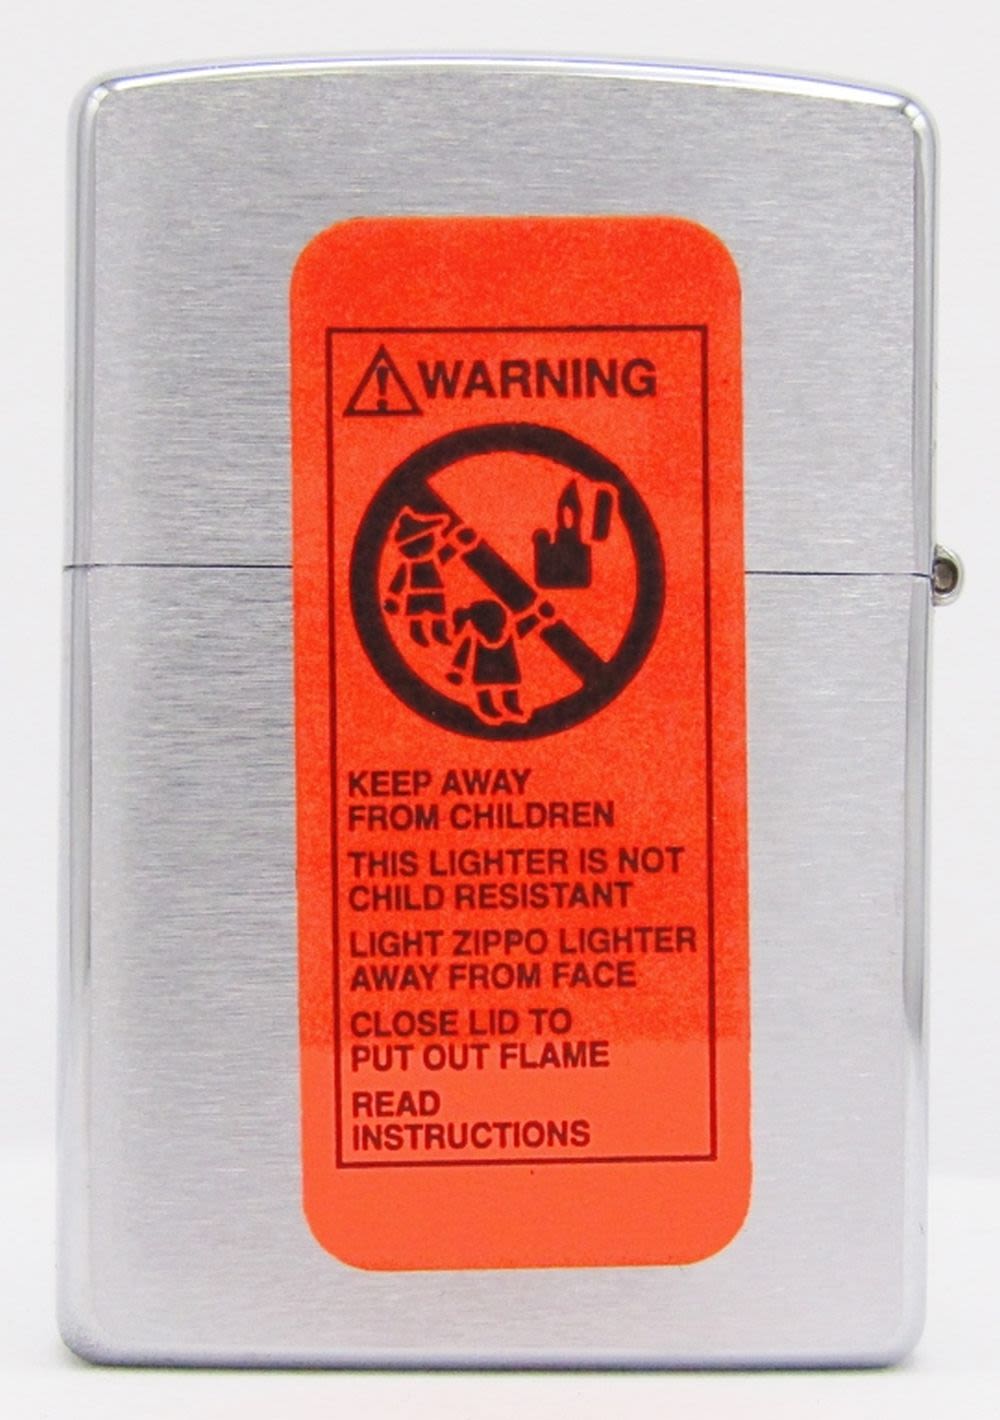 WARNING
KEEP AWAY
FROM CHILDREN
THIS LIGHTER IS NOT
CHILD RESISTANT
LIGHT ZIPPO LIGHTER
AWAY FROM FACE
CLOSE LID TO
PUT OUT FLAME
READ
INSTRUCTIONS